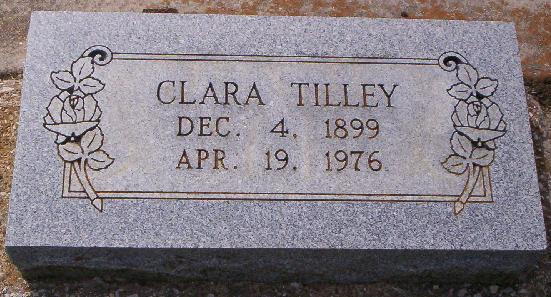 CLARA TILLEY
DEC. 4, 1899
APR. 19, 1976